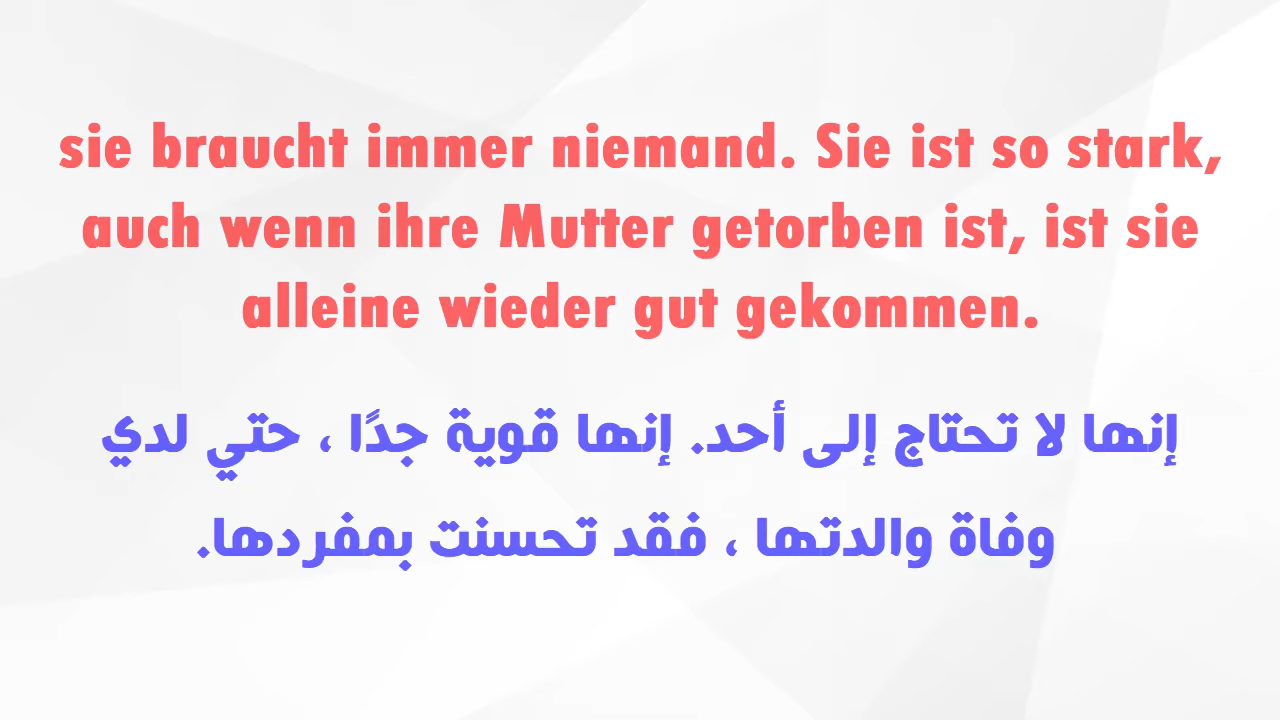 sie braucht immer niemand. Sie ist so stark,
auch wenn ihre Mutter getorben ist, ist sie
alleine wieder gut gekommen.
إنها لا تحتاج إلى أحد. إنها قوية جدًا ، حتي لدي
وفاة والدتها ، فقد تحسنت بمفردها.